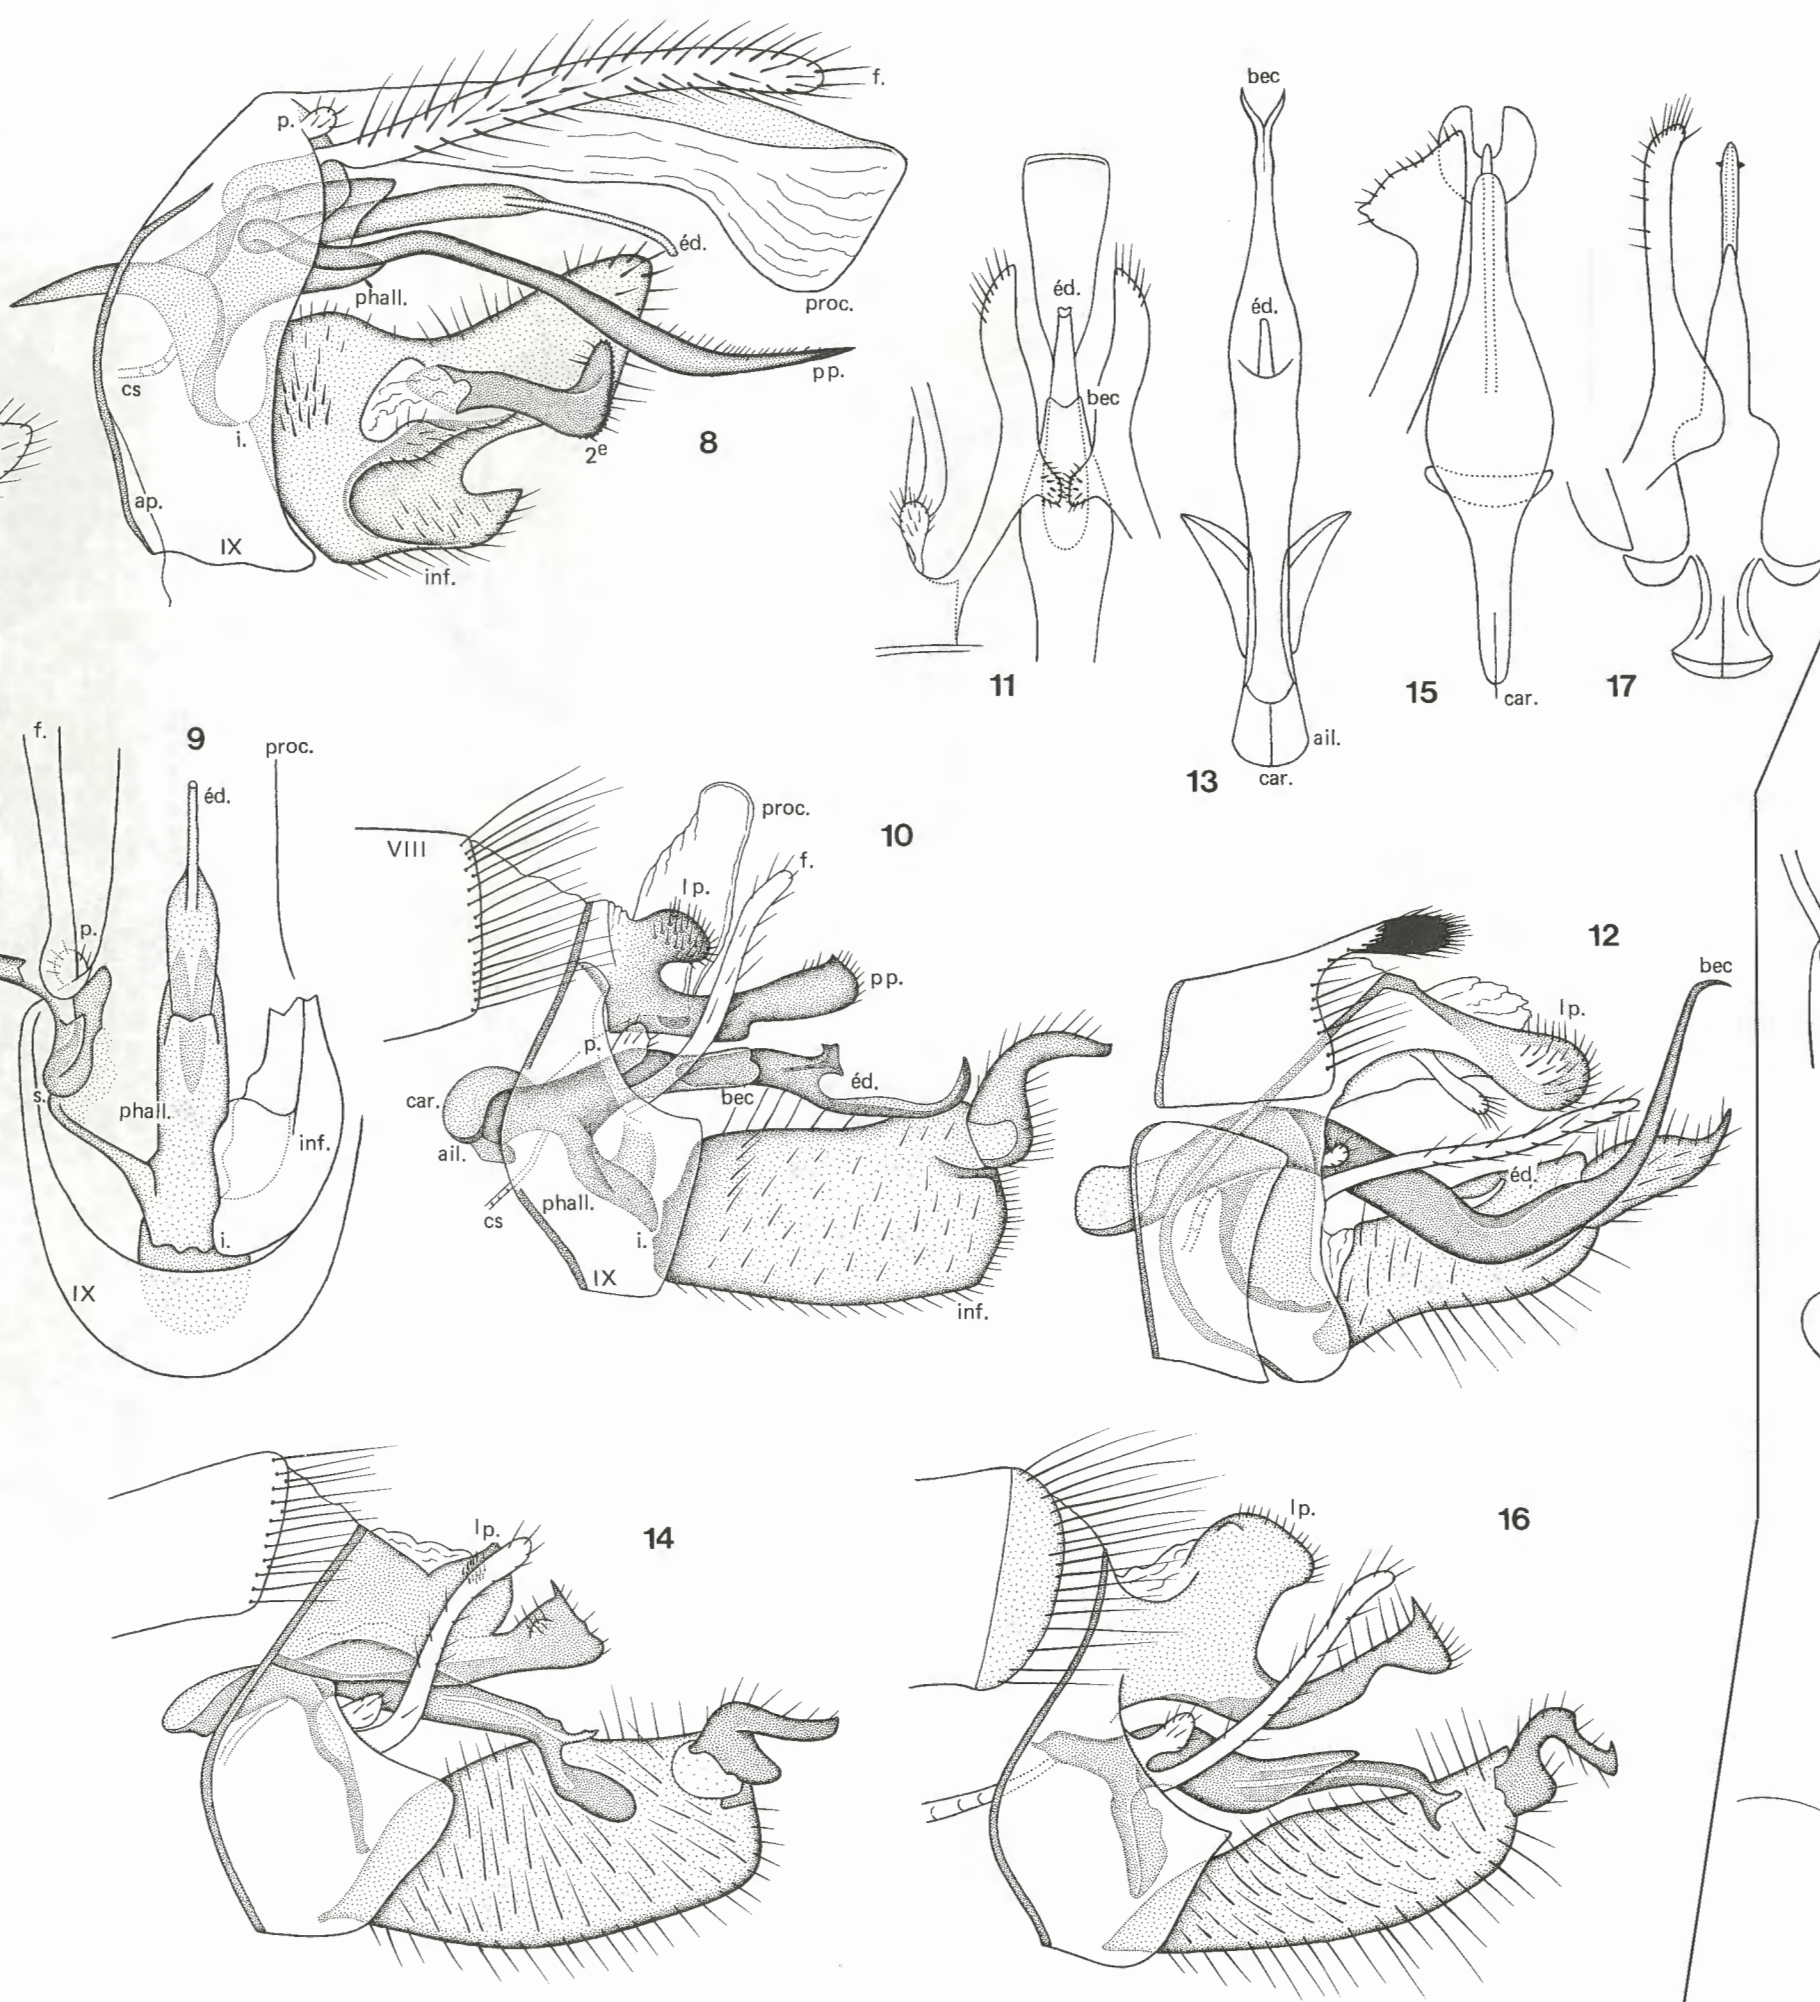 f.
p.
éd.
phall.
proc.
cs
pp.
i.
8
2e
ap.
IX
inf.
éd.
bec
11
bec
éd.
13
ail.
car.
15
car.
17
f.
9
proc.
éd.
p.
s.
phall.
inf.
i.
IX
VIII
proc.
10
f.
lp.
pp.
p.
car.
éd.
bec
ail.
phall.
cs
i.
IX
inf.
12
bec
lp.
éd.
lp.
14
lp.
16